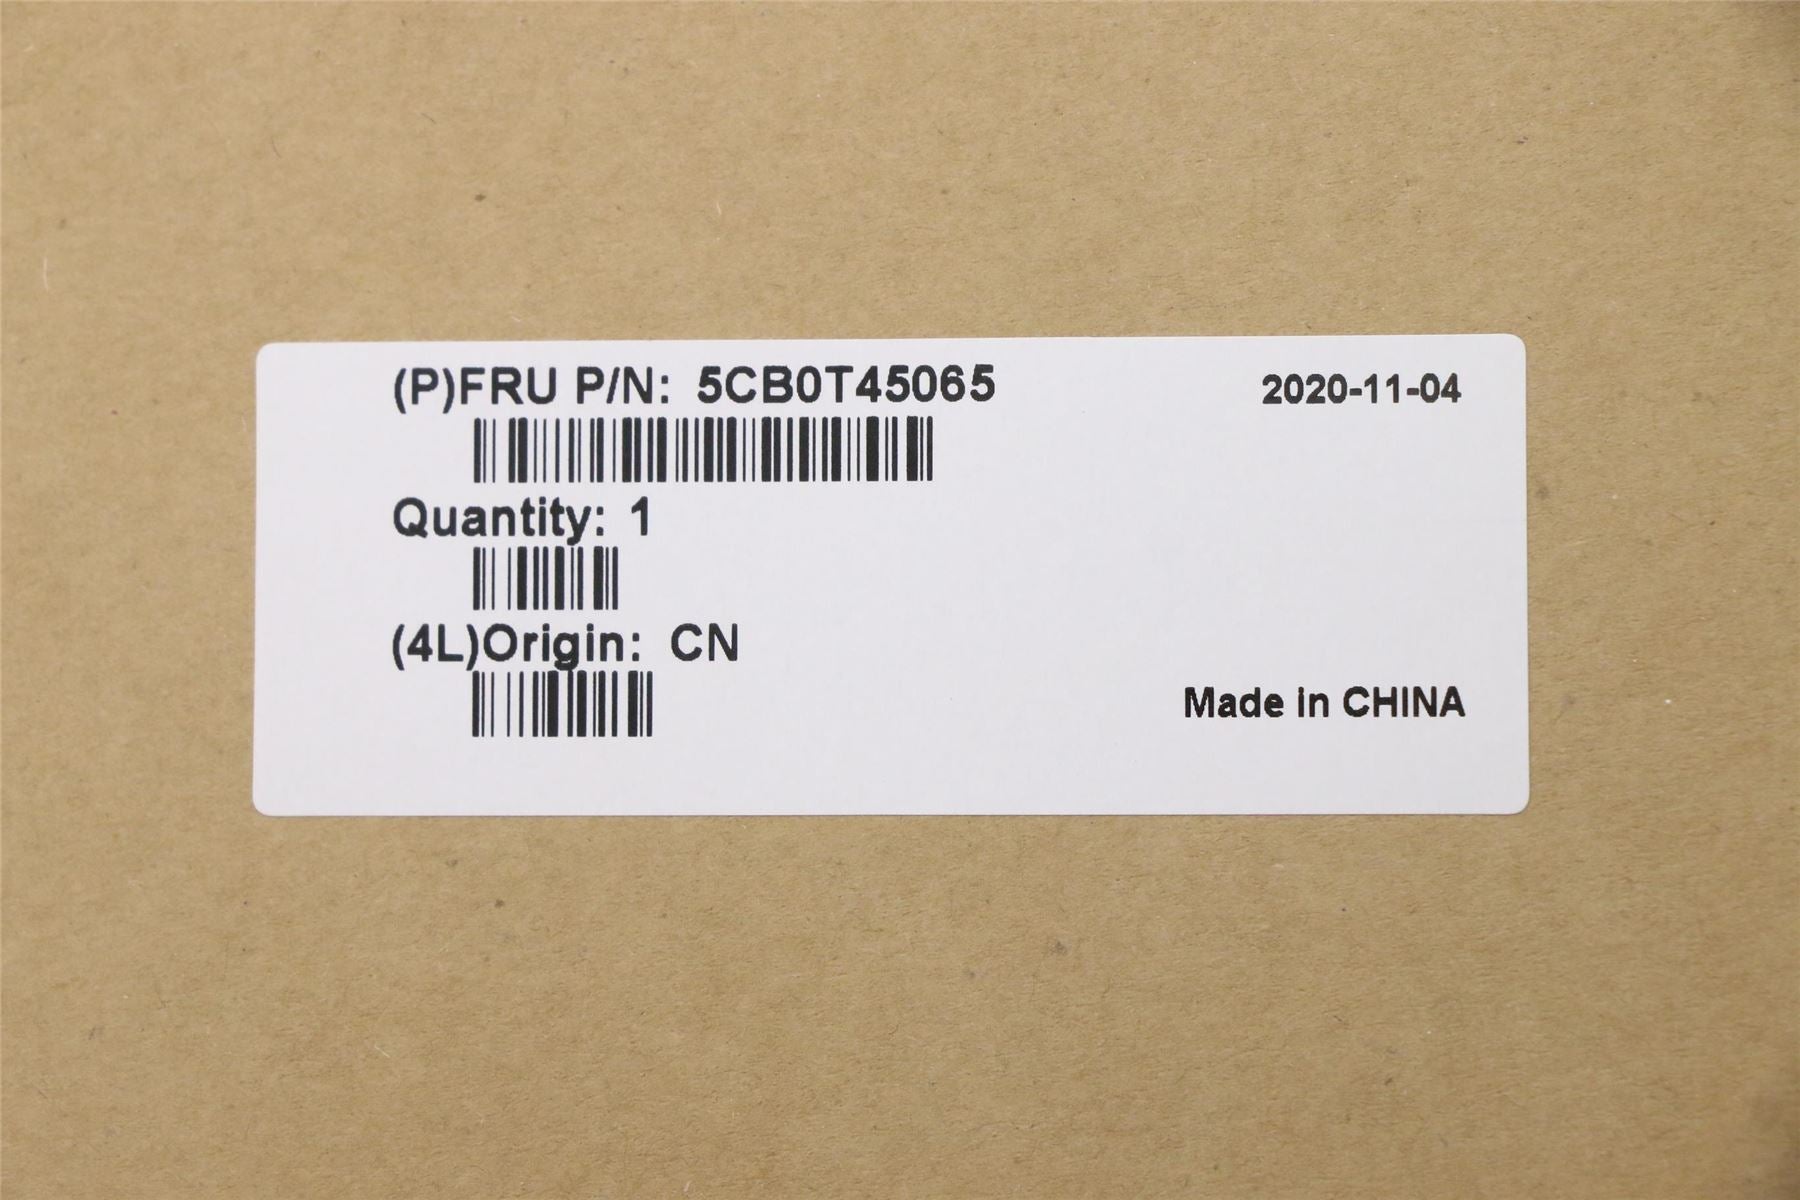 (P)FRU P/N: 5CB0T45065
2020-11-04
Quantity: 1
(4L)Origin: CN
Made in CHINA